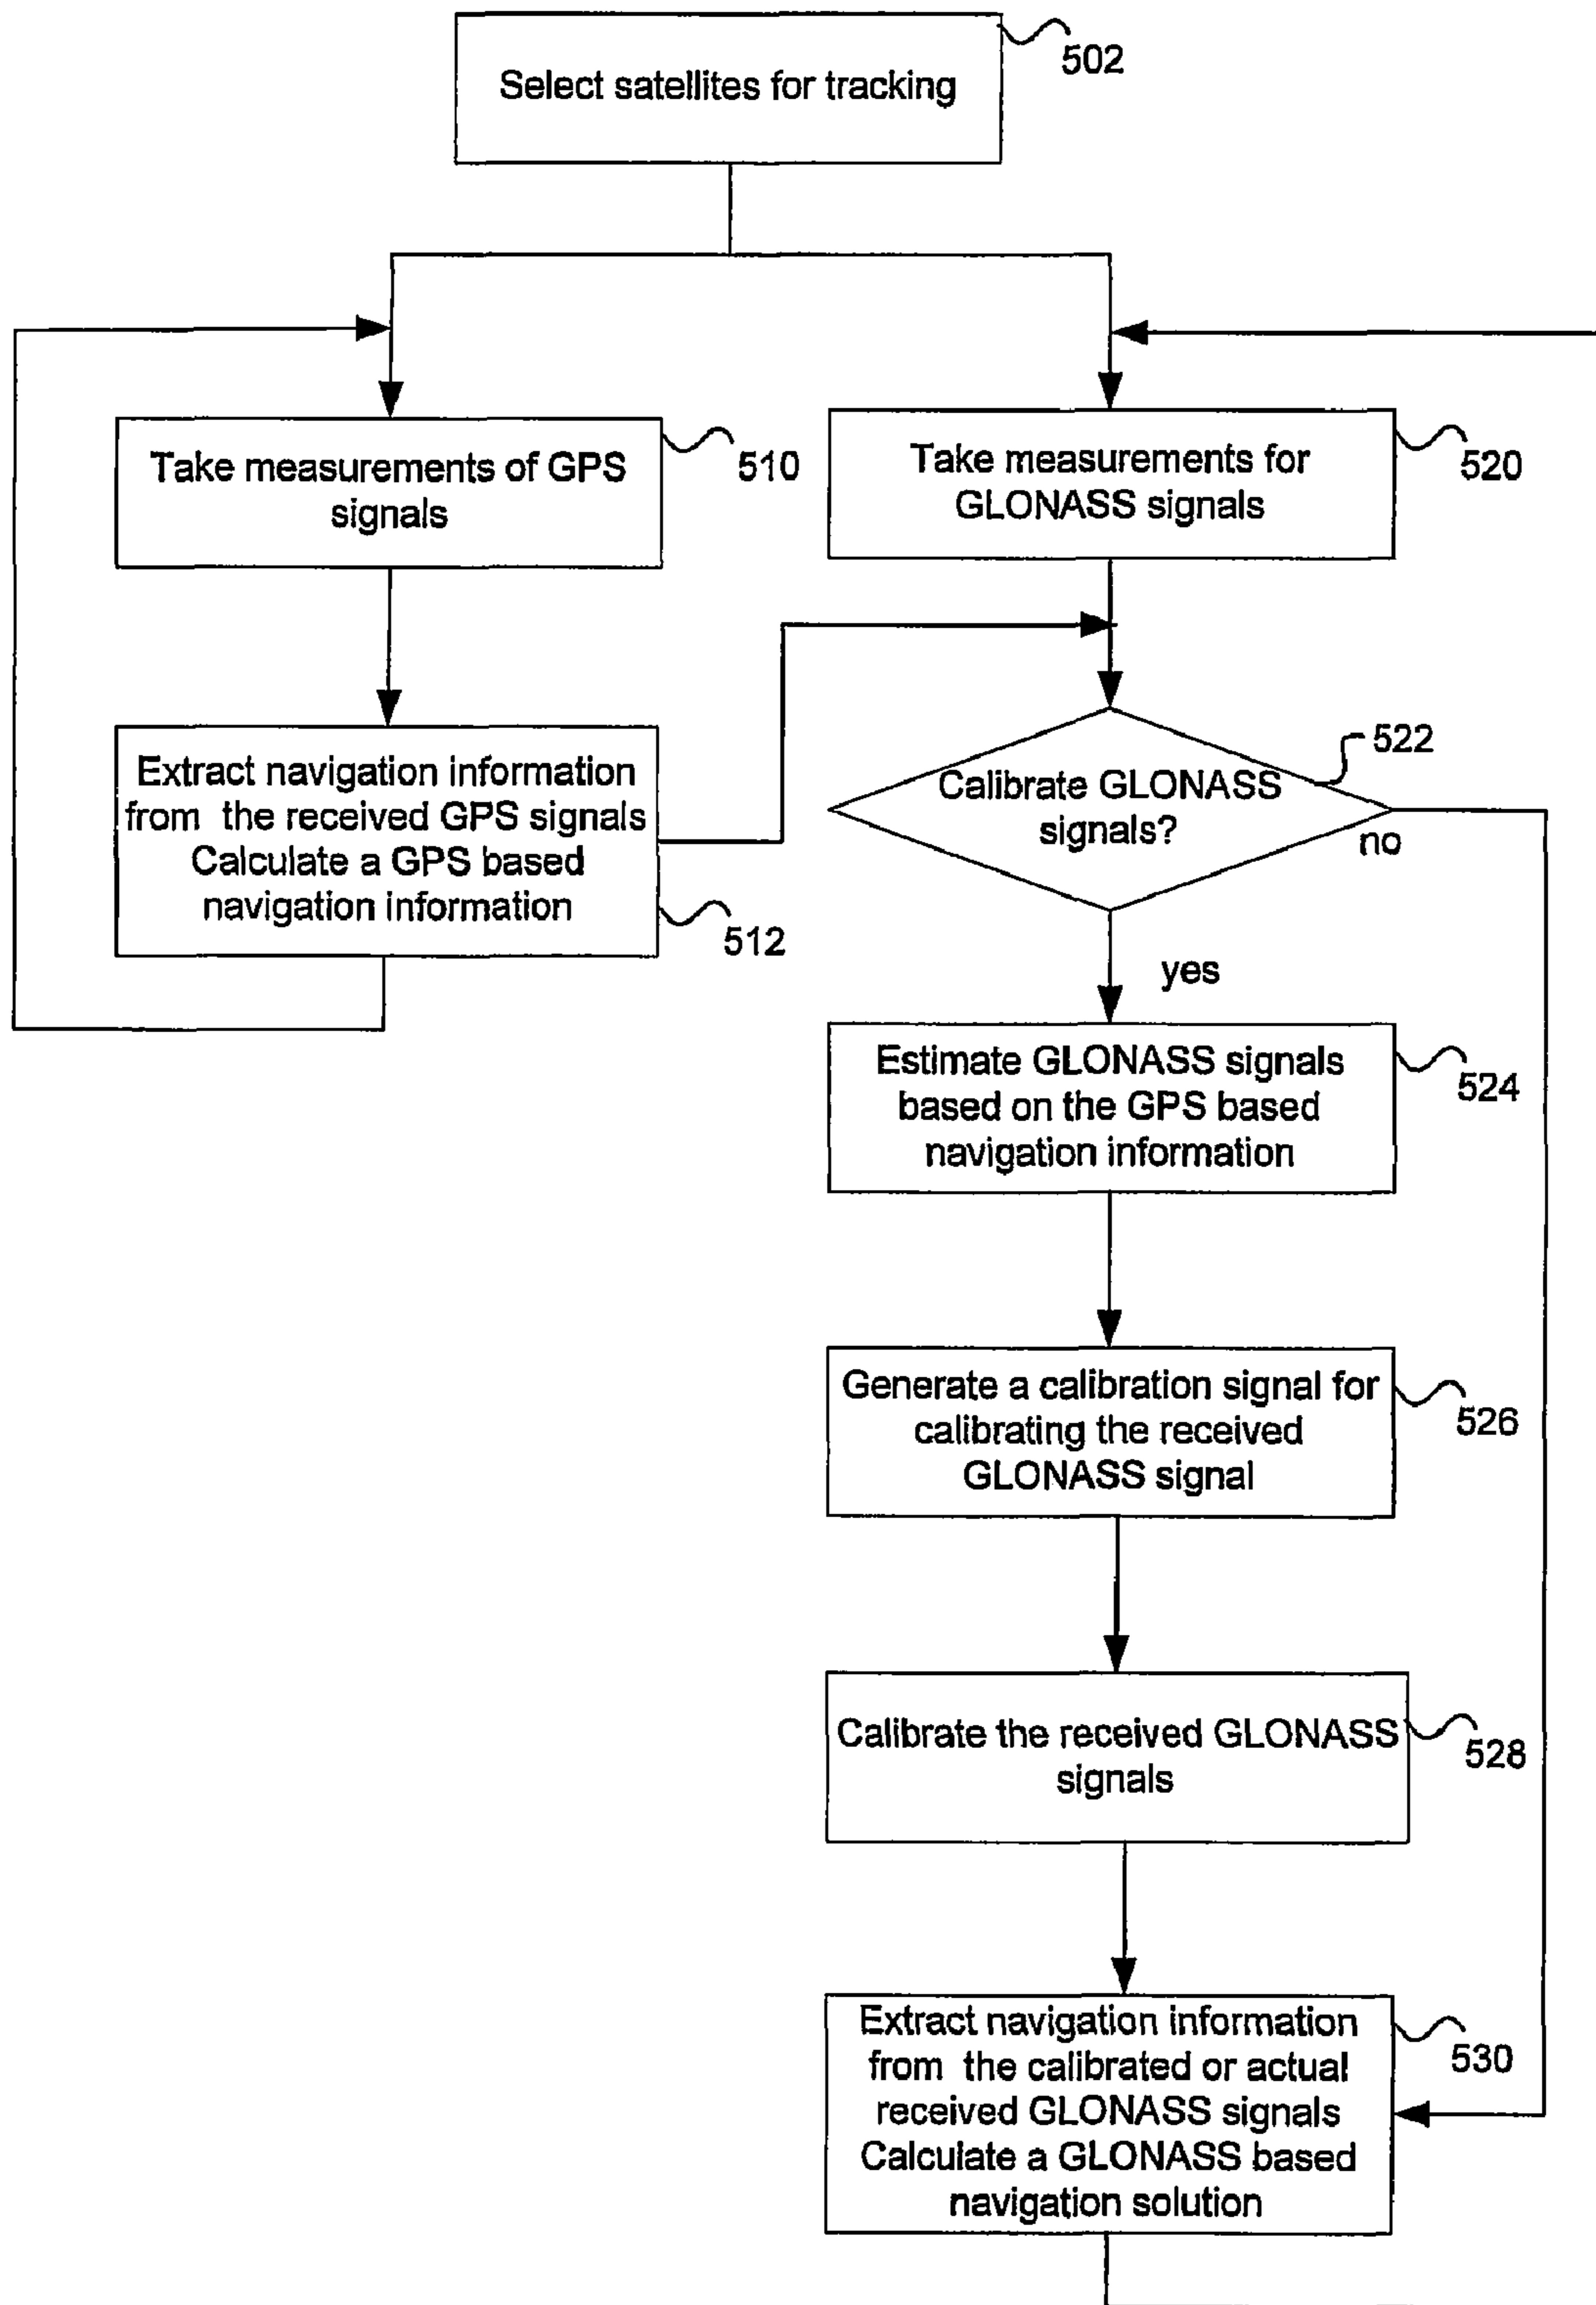 Select satellites for tracking
502
Take measurements of GPS
signals
510
Take measurements for
GLONASS signals
520
Extract navigation information
from the received GPS signals
Calculate a GPS based
navigation information
512
Calibrate GLONASS
signals?
522
no
yes
Estimate GLONASS signals
based on the GPS based
navigation information
524
Generate a calibration signal for
calibrating the received
GLONASS signal
526
Calibrate the received GLONASS
signals
528
Extract navigation information
from the calibrated or actual
received GLONASS signals
Calculate a GLONASS based
navigation solution
530